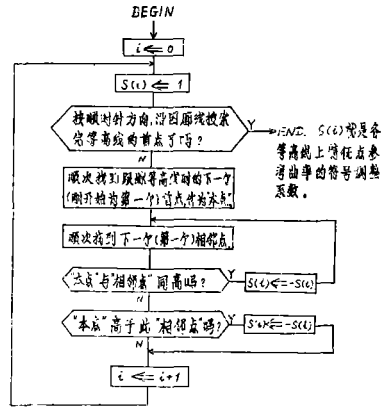 BEGIN
i ⇐ 0
S(i) ⇐ 1
按顺时针方向,沿图廓线搜索
完等高线的首点了吗?
Y
END. S(i)就是各
等高线上等低点参
考曲率的符号调整
系数。
N
顺次找到跟踪等高线时的下一个
(刚开始为第一个)首点,作为"本点"
顺次找到下一个(第一个)相邻点
"本点"与"相邻点"同高吗?
Y
S(i)⇐-S(i)
N
"本点"高于此"相邻点"吗?
Y
S(i)⇐-S(i)
N
i ⇐ i+1